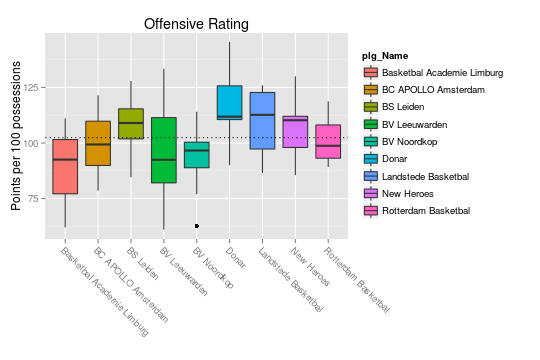 Offensive Rating
Points per 100 possessions
125
100
75
Basketbal Academie Limburg
BC APOLLO Amsterdam
BS Leiden
BV Leeuwarden
BV Noordkop
Donar
Landstede Basketbal
New Heroes
Rotterdam Basketbal
plg_Name
Basketbal Academie Limburg
BC APOLLO Amsterdam
BS Leiden
BV Leeuwarden
BV Noordkop
Donar
Landstede Basketbal
New Heroes
Rotterdam Basketbal